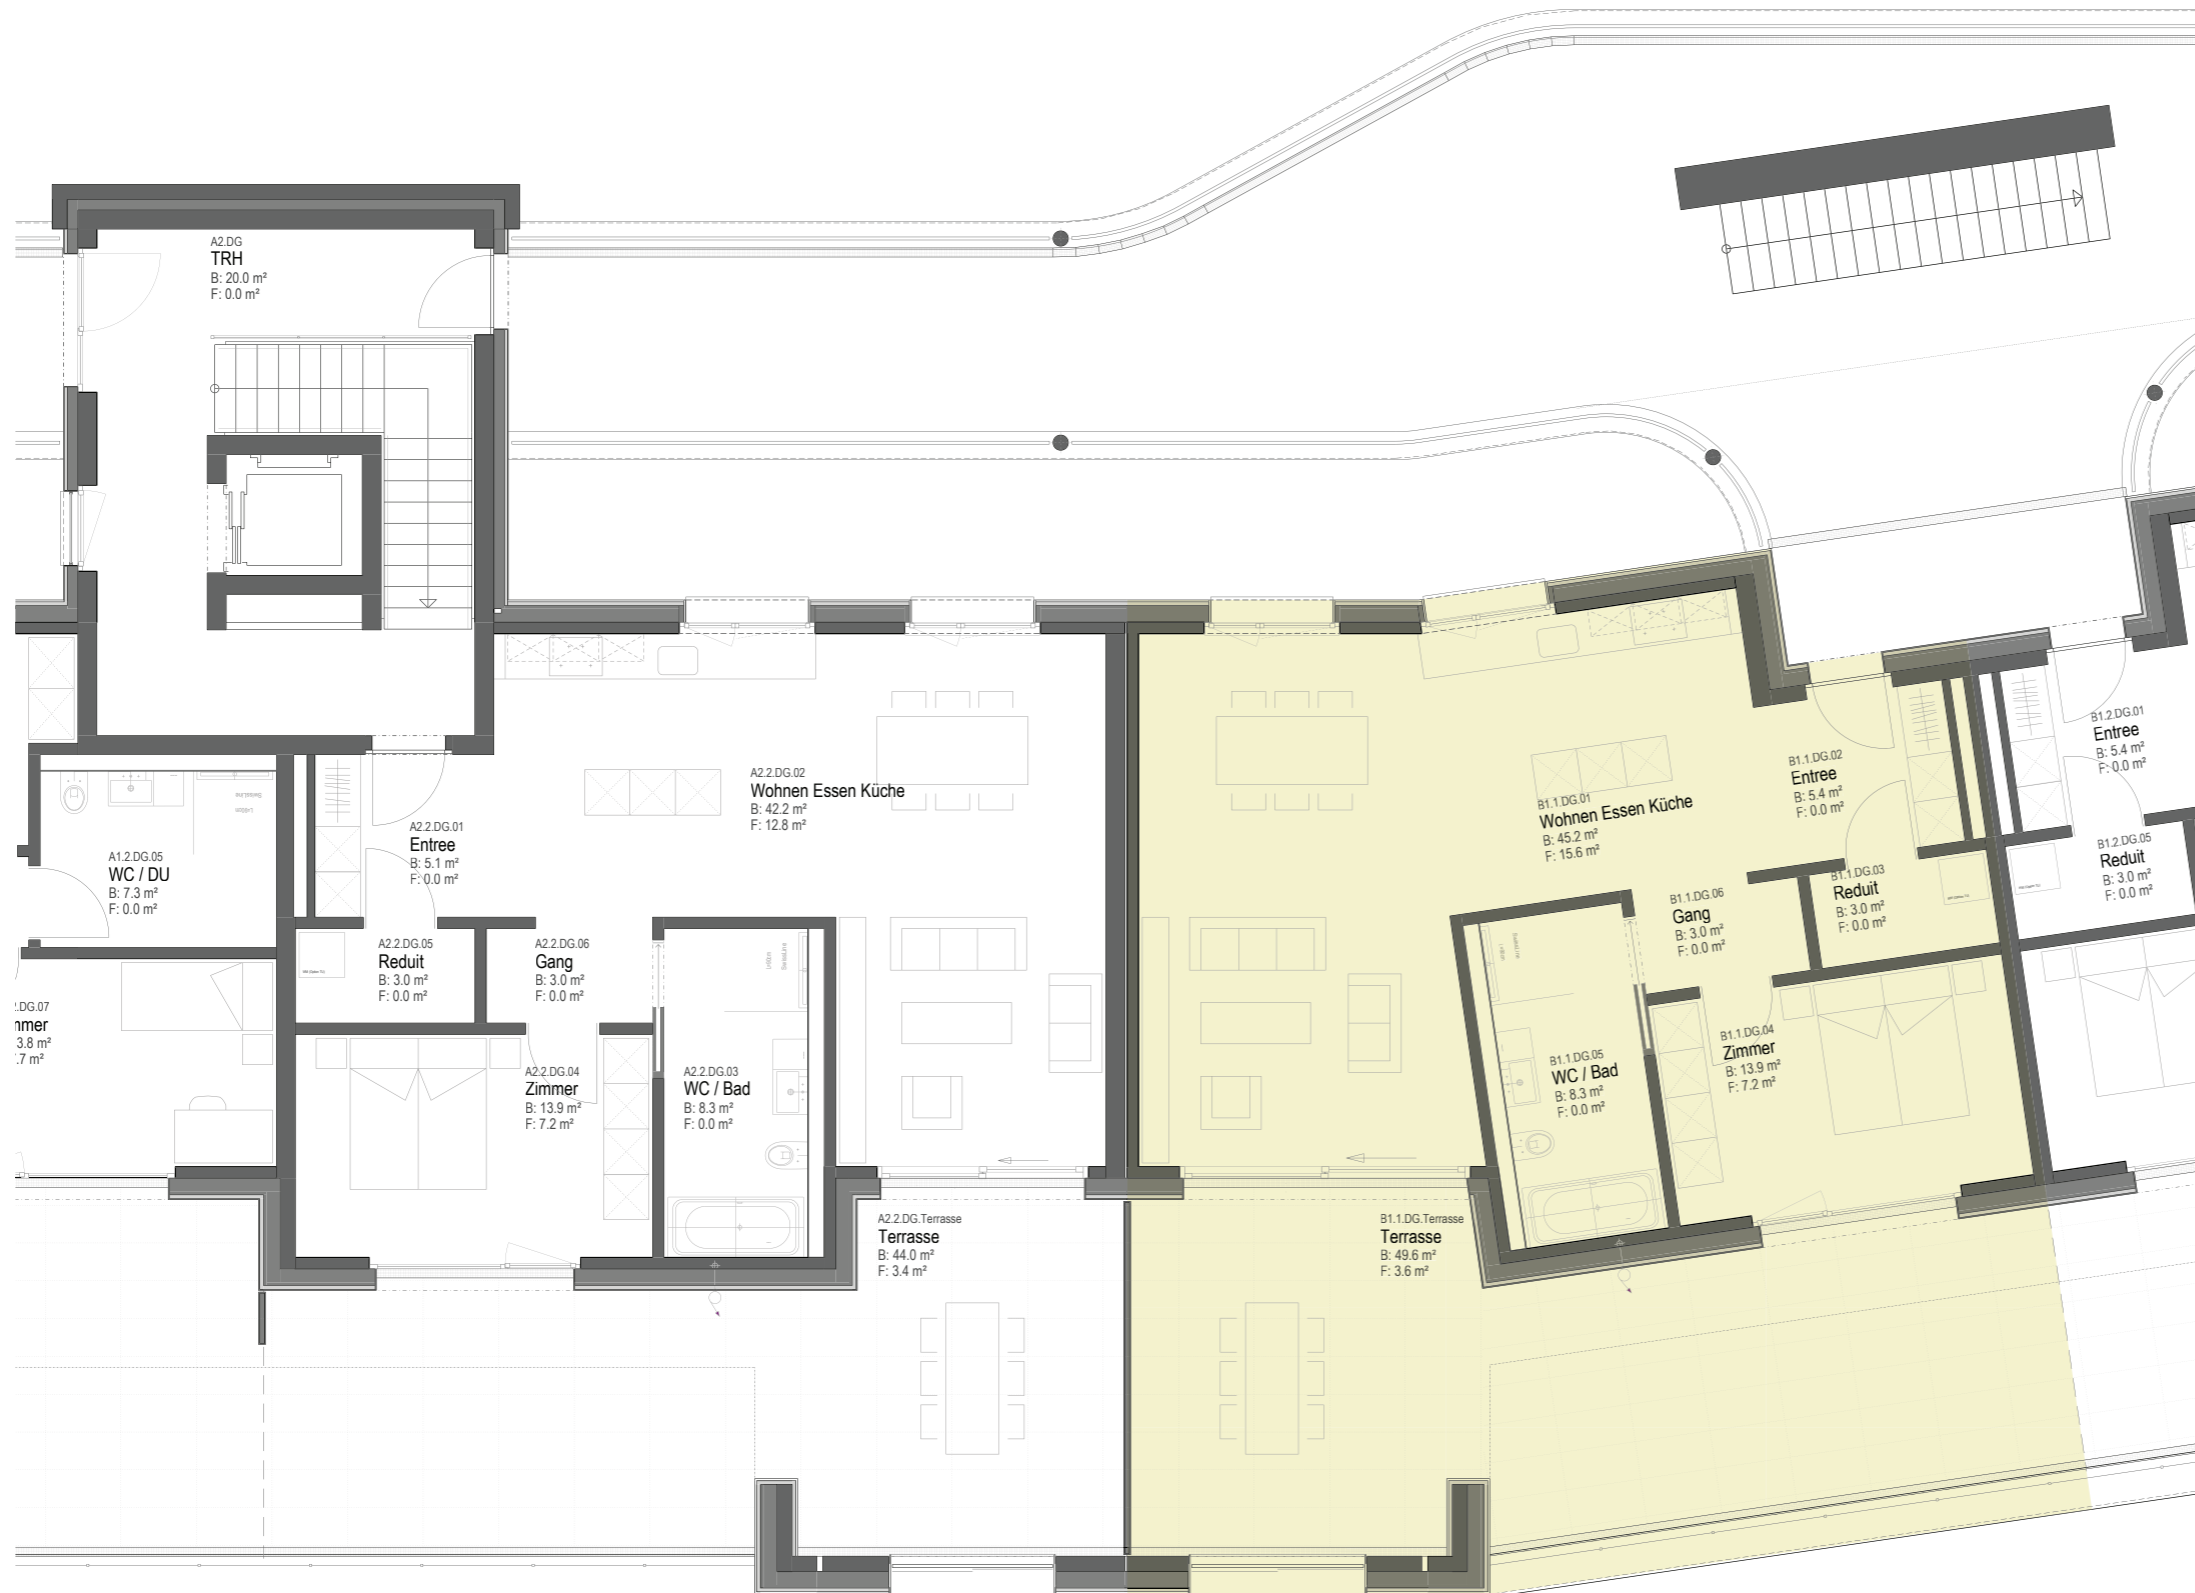 A2.DG
TRH
B: 20.0 m²
F: 0.0 m²
A2.2.DG.02
Wohnen Essen Küche
B: 42.2 m²
F: 12.8 m²
A2.2.DG.01
Entree
B: 5.1 m²
F: 0.0 m²
A1.2.DG.05
WC / DU
B: 7.3 m²
F: 0.0 m²
SwissLine
A2.2.DG.05
Reduit
B: 3.0 m²
F: 0.0 m²
A2.2.DG.06
Gang
B: 3.0 m²
F: 0.0 m²
SwissLine
.DG.07
mmer
3.8 m²
.7 m²
A2.2.DG.04
Zimmer
B: 13.9 m²
F: 7.2 m²
A2.2.DG.03
WC / Bad
B: 8.3 m²
F: 0.0 m²
A2.2.DG.Terrasse
Terrasse
B: 44.0 m²
F: 3.4 m²
B1.1.DG.01
Wohnen Essen Küche
B: 45.2 m²
F: 15.6 m²
B1.1.DG.02
Entree
B: 5.4 m²
F: 0.0 m²
B1.1.DG.03
Reduit
B: 3.0 m²
F: 0.0 m²
B1.1.DG.06
Gang
B: 3.0 m²
F: 0.0 m²
SwissLine
B1.1.DG.04
Zimmer
B: 13.9 m²
F: 7.2 m²
B1.1.DG.05
WC / Bad
B: 8.3 m²
F: 0.0 m²
B1.1.DG.Terrasse
Terrasse
B: 49.6 m²
F: 3.6 m²
B1.2.DG.01
Entree
B: 5.4 m²
F: 0.0 m²
B1.2.DG.05
Reduit
B: 3.0 m²
F: 0.0 m²